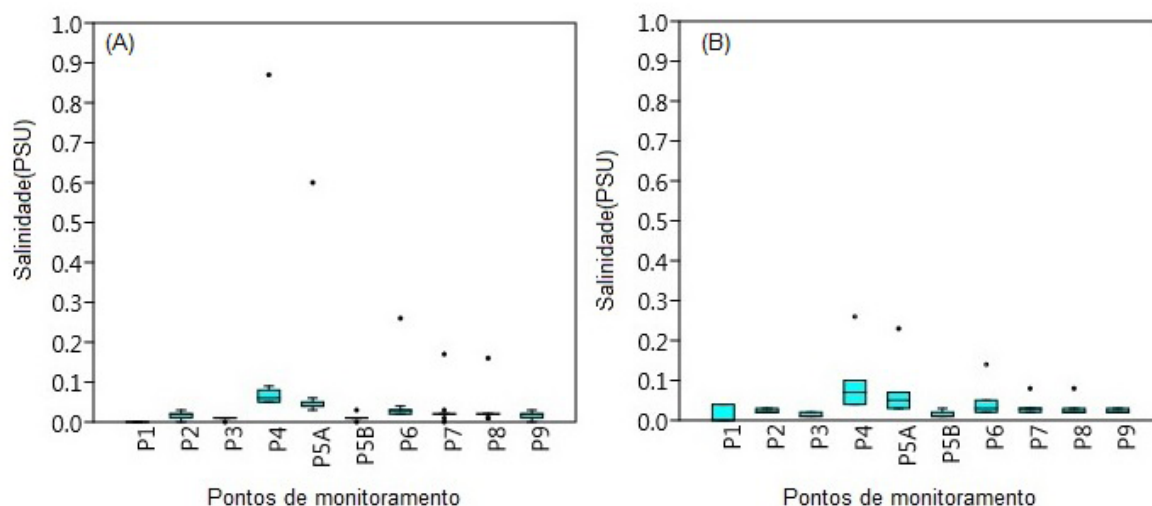 (A)
Salinidade(PSU)
1.0
0.9
0.8
0.7
0.6
0.5
0.4
0.3
0.2
0.1
0.0
P1
P2
P3
P4
P5A
P5B
P6
P7
P8
P9
Pontos de monitoramento
(B)
Salinidade(PSU)
1.0
0.9
0.8
0.7
0.6
0.5
0.4
0.3
0.2
0.1
0.0
P1
P2
P3
P4
P5A
P5B
P6
P7
P8
P9
Pontos de monitoramento